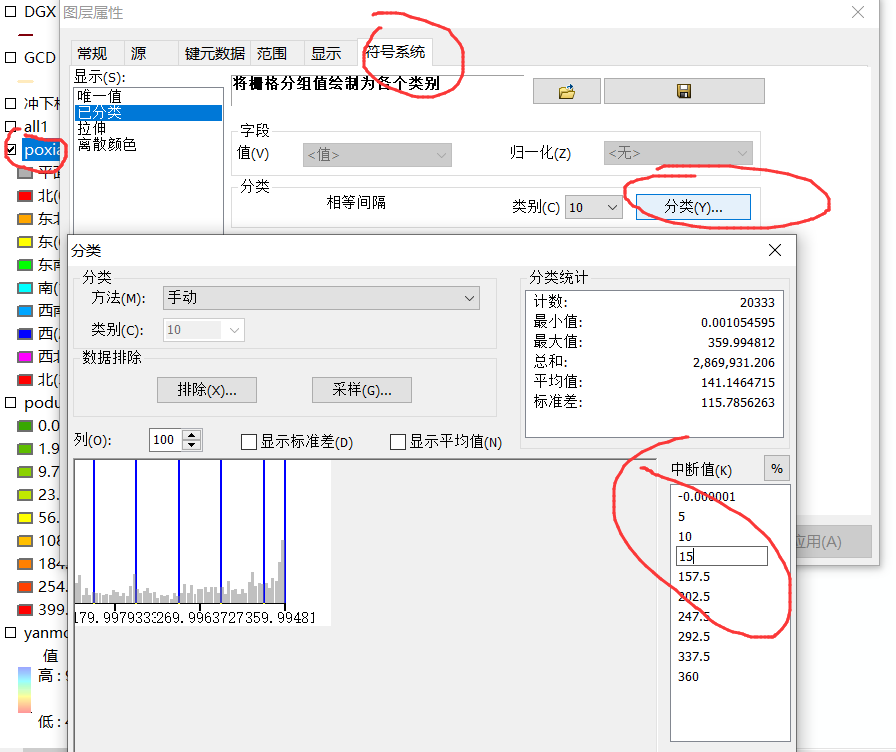 DGX
GCD
冲下
all1
poxia
平面
北(
东北
东(
东南
南(
西南
西(
西北
北(
podu
0.0
1.9
9.7
23.
56.
108
184.
254.
399.
yanmo
值
高 : 9
低 : 4
图层属性
常规
源
键元数据
范围
显示
符号系统
显示(S):
唯一值
已分类
拉伸
离散颜色
将栅格分组值绘制为各个类别
字段
值(V)
<值>
归一化(Z)
<无>
分类
相等间隔
类别(C)
10
分类(Y)...
应用(A)
分类
分类
方法(M):
手动
类别(C):
10
数据排除
排除(X)...
采样(G)...
分类统计
计数: 20333
最小值: 0.001054595
最大值: 359.994812
总和: 2,869,931.206
平均值: 141.1464715
标准差: 115.7856263
列(O):
100
显示标准差(D)
显示平均值(N)
中断值(K)
%
-0.000001
5
10
15
157.5
202.5
247.5
292.5
337.5
360
179.9979333269.9963727359.99481